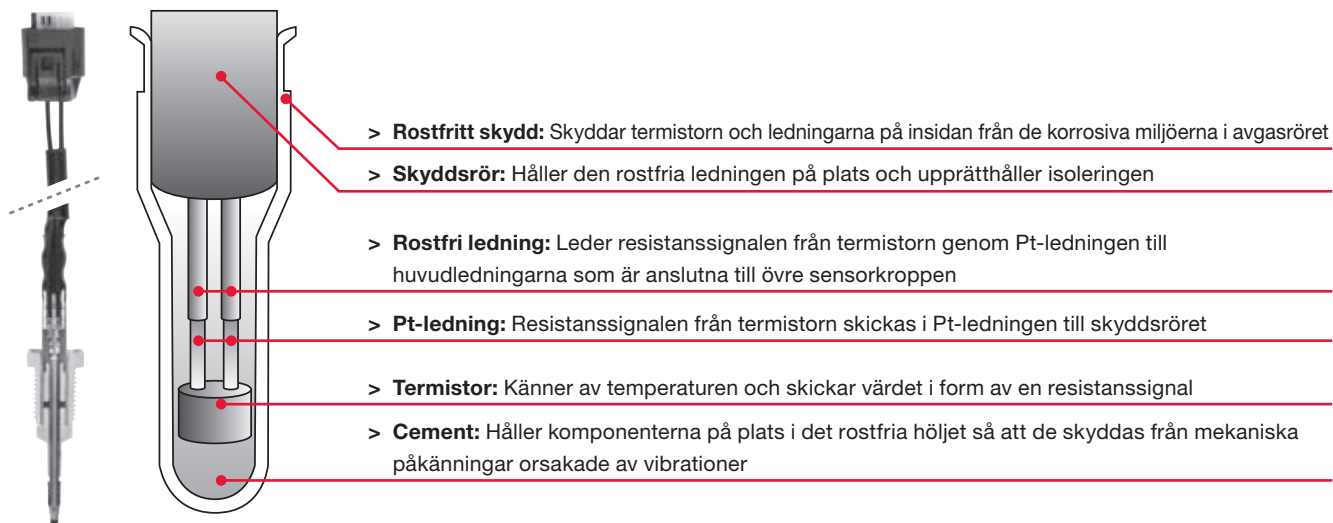 > Rostfritt skydd: Skyddar termistorn och ledningarna på insidan från de korrosiva miljöerna i avgasröret
> Skyddsrör: Håller den rostfria ledningen på plats och upprätthåller isoleringen
> Rostfri ledning: Leder resistanssignalen från termistorn genom Pt-ledningen till
huvudledningarna som är anslutna till övre sensorkroppen
> Pt-ledning: Resistanssignalen från termistorn skickas i Pt-ledningen till skyddsröret
> Termistor: Känner av temperaturen och skickar värdet i form av en resistanssignal
> Cement: Håller komponenterna på plats i det rostfria höljet så att de skyddas från mekaniska
påkänningar orsakade av vibrationer